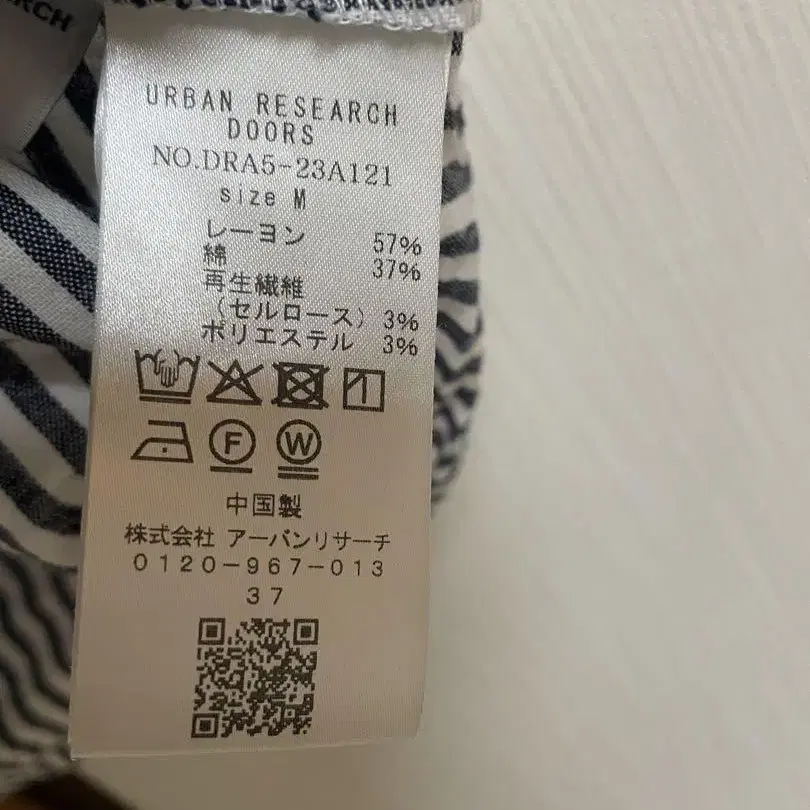 ARCH
URBAN RESEARCH
DOORS
NO.DRA5-23A121
size M
レーヨン 57%
綿 37%
再生繊維
（セルロース） 3%
ポリエステル 3%
F W
中国製
株式会社 アーバンリサーチ
0120-967-013
37